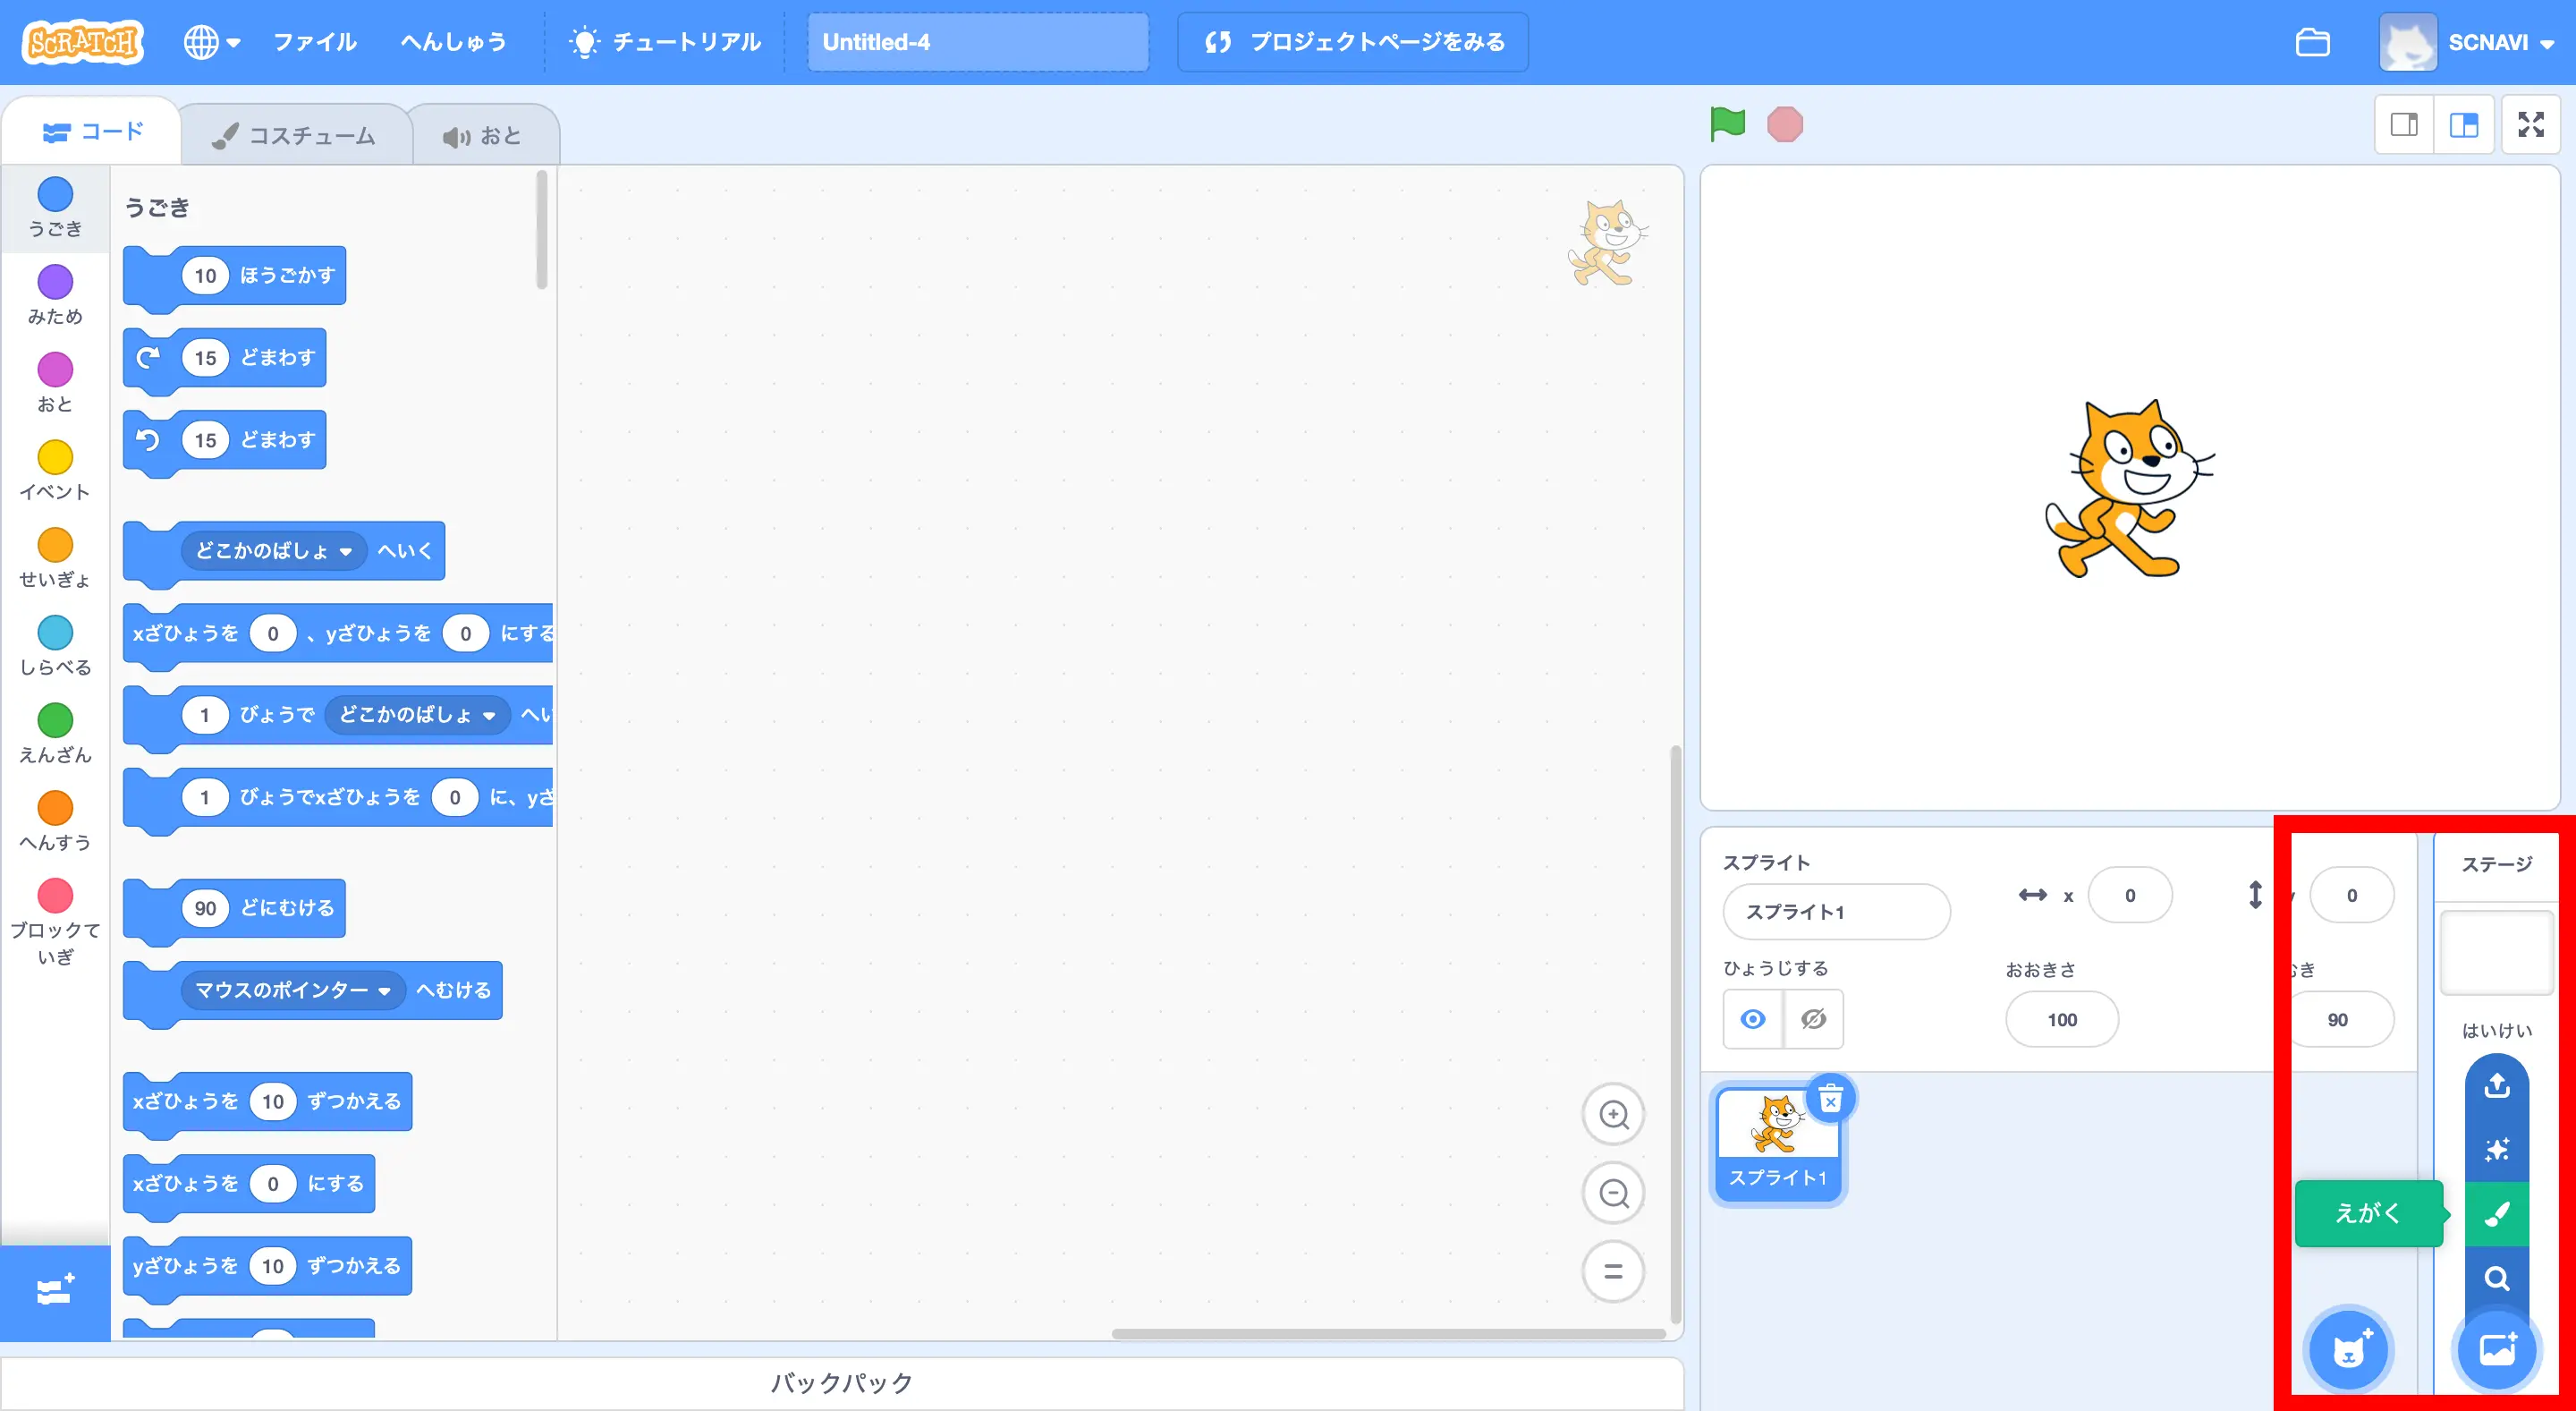 SCRATCH
ファイル
へんしゅう
チュートリアル
Untitled-4
プロジェクトページをみる
SCNAVI
コード
コスチューム
おと
うごき
みため
おと
イベント
せいぎょ
しらべる
えんざん
へんすう
ブロックて
いぎ
うごき
10 ほうごかす
15 どまわす
15 どまわす
どこかのばしょ へいく
xざひょうを 0 、yざひょうを 0 にする
1 びょうで どこかのばしょ へい
1 びょうでxざひょうを 0 に、yざ
90 どにむける
マウスのポインター へむける
xざひょうを 10 ずつかえる
xざひょうを 0 にする
yざひょうを 10 ずつかえる
バックパック
スプライト
スプライト1
x 0
y 0
ひょうじする
おおきさ
100
むき
90
スプライト1
ステージ
はいけい
えがく